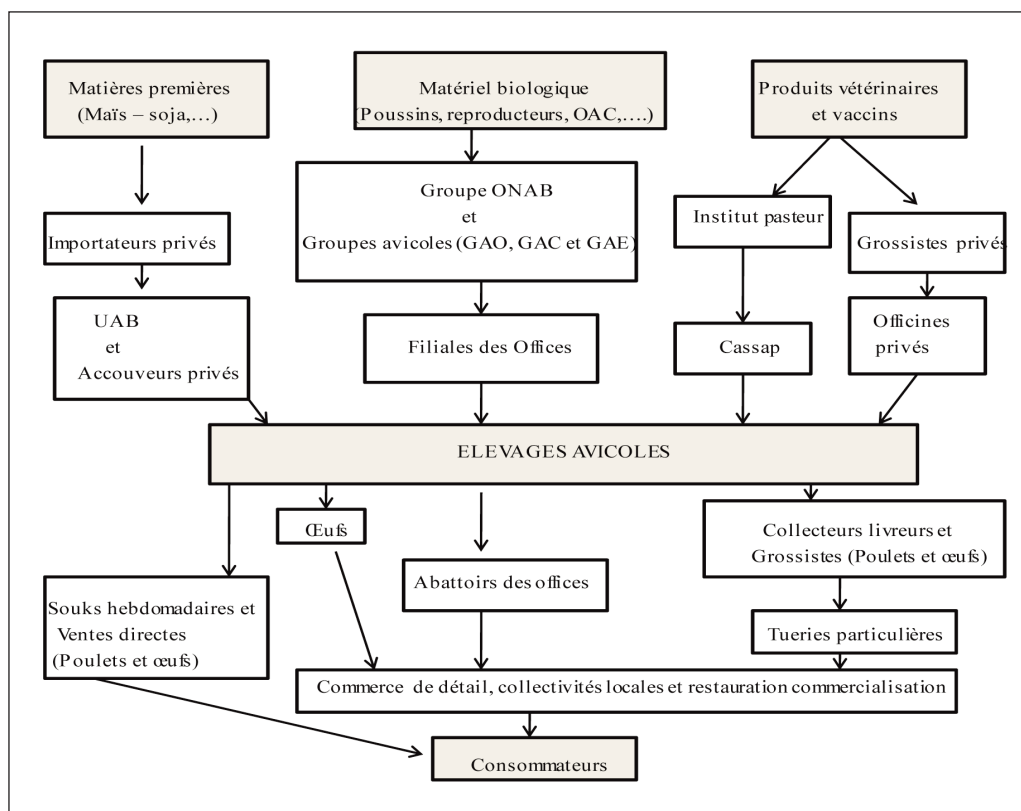 Matières premières
(Maïs – soja,...)
Matériel biologique
(Poussins, reproducteurs, OAC,....)
Produits vétérinaires
et vaccins
Groupe ONAB
et
Groupes avicoles (GAO, GAC et GAE)
Importateurs privés
Institut pasteur
Grossistes privés
UAB
et
Accouveurs privés
Filiales des Offices
Cassap
Officines
privés
ELEVAGES AVICOLES
Œufs
Abattoirs des offices
Collecteurs livreurs et
Grossistes (Poulets et œufs)
Souks hebdomadaires et
Ventes directes
(Poulets et œufs)
Tueries particulières
Commerce de détail, collectivités locales et restauration commercialisation
Consommateurs